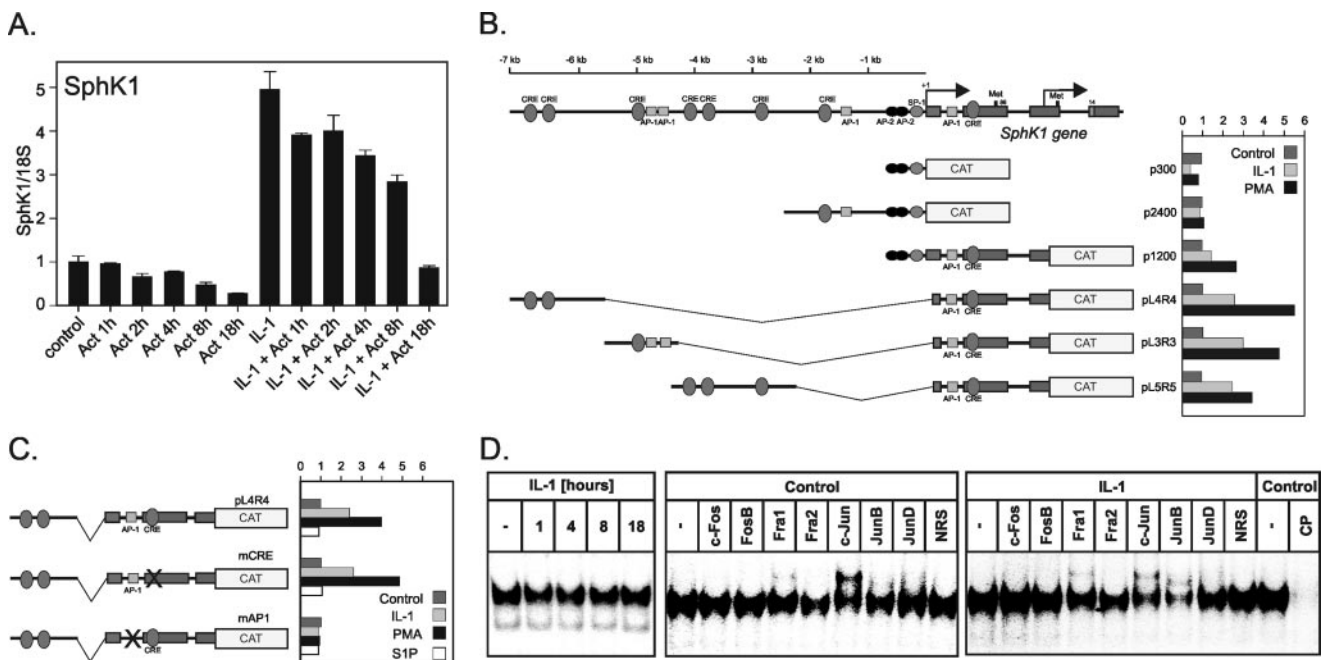 A.
SphK1
SphK1/18S
5
4
3
2
1
0
control
Act 1h
Act 2h
Act 4h
Act 8h
Act 18h
IL-1
IL-1 + Act 1h
IL-1 + Act 2h
IL-1 + Act 4h
IL-1 + Act 8h
IL-1 + Act 18h
B.
-7 kb -6 kb -5 kb -4 kb -3 kb -2 kb -1 kb
+1
CRE CRE CRE CRE CRE CRE CRE SP-1 Met Met
AP-1 AP-1 AP-1 AP-2 AP-2 AP-1 CRE
SphK1 gene
0 1 2 3 4 5 6
Control
IL-1
PMA
CAT p300
CAT p2400
CAT p1200
AP-1 CRE
CAT pL4R4
AP-1 CRE
CAT pL3R3
AP-1 CRE
CAT pL5R5
AP-1 CRE
C.
0 1 2 3 4 5 6
pL4R4
CAT
AP-1 CRE
mCRE
CAT
AP-1
mAP1
CAT
CRE
Control
IL-1
PMA
S1P
D.
IL-1 [hours]
- 1 4 8 18
Control
- c-Fos FosB Fra1 Fra2 c-Jun JunB JunD NRS
IL-1
- c-Fos FosB Fra1 Fra2 c-Jun JunB JunD NRS
Control
- CP